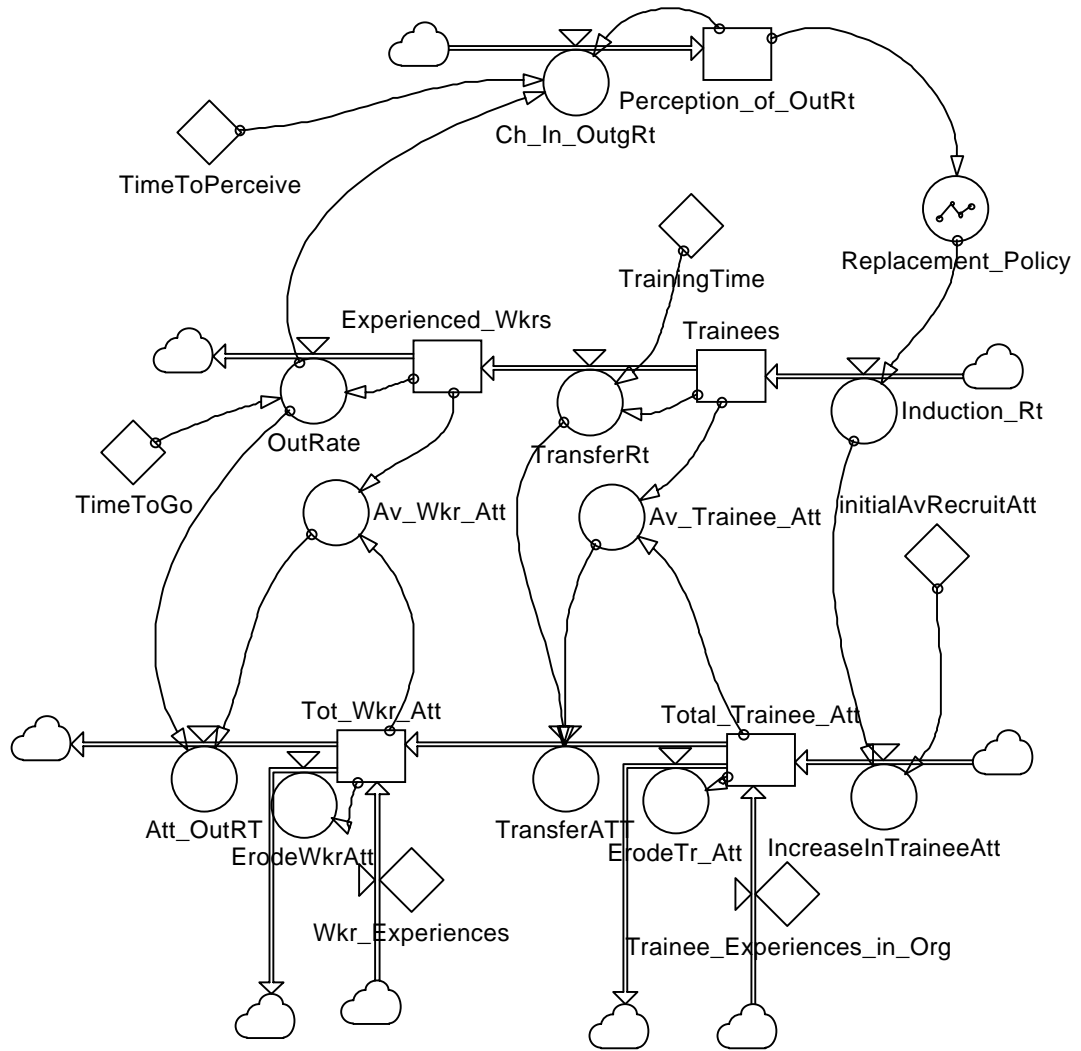 Perception_of_OutRt
Ch_In_OutgRt
TimeToPerceive
Replacement_Policy
TrainingTime
Experienced_Wkrs
Trainees
Induction_Rt
OutRate
TransferRt
TimeToGo
Av_Wkr_Att
Av_Trainee_Att
initialAvRecruitAtt
Tot_Wkr_Att
Total_Trainee_Att
Att_OutRT
TransferATT
IncreaseInTraineeAtt
ErodeWkrAtt
ErodeTr_Att
Wkr_Experiences
Trainee_Experiences_in_Org